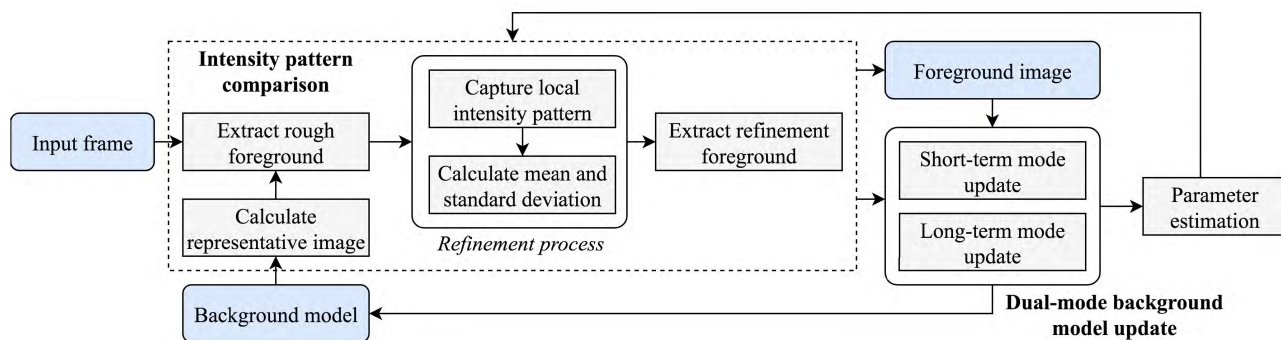 Intensity pattern
comparison
Input frame
Extract rough
foreground
Calculate
representative image
Background model
Capture local
intensity pattern
Calculate mean and
standard deviation
Refinement process
Extract refinement
foreground
Foreground image
Short-term mode
update
Long-term mode
update
Dual-mode background
model update
Parameter
estimation